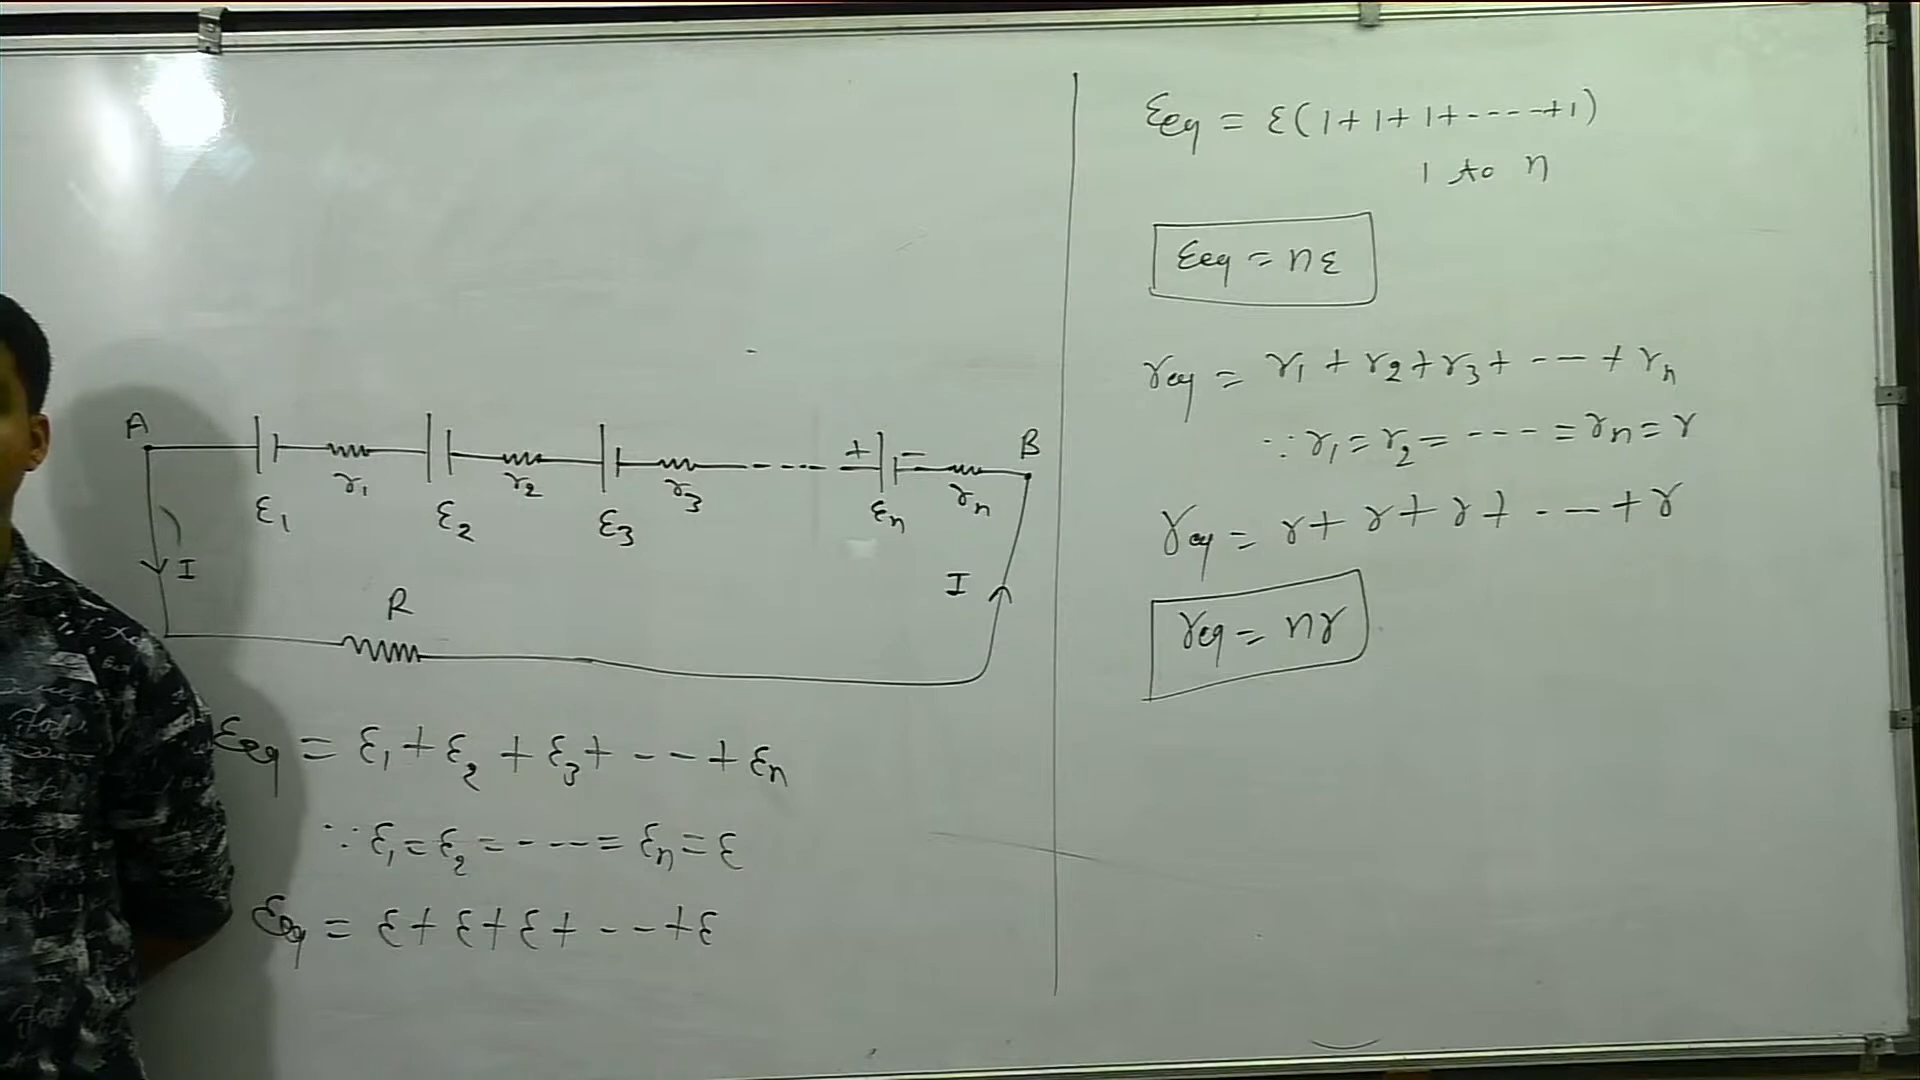 A
B
+ -
r₁ r₂ r₃ rₙ
ε₁ ε₂ ε₃ εₙ
I
I
R
εeq = ε₁ + ε₂ + ε₃ + - - - + εₙ
∵ ε₁ = ε₂ = - - - - = εₙ = ε
εeq = ε + ε + ε + - - - + ε
εeq = ε(1 + 1 + 1 + - - - - + 1)
1 to n
εeq = nε
req = r₁ + r₂ + r₃ + - - - + rₙ
∵ r₁ = r₂ = - - - - = rₙ = r
req = r + r + r + - - - + r
req = nr